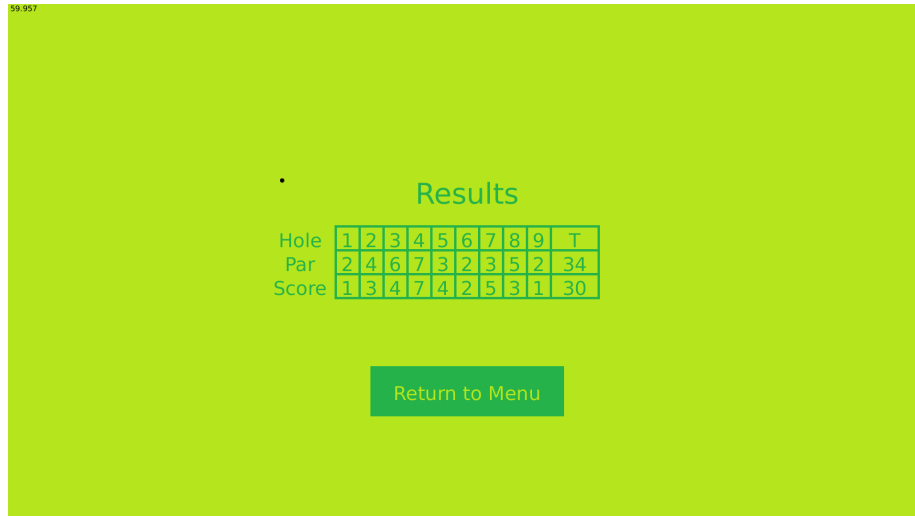 59.957
Results
Hole 1 2 3 4 5 6 7 8 9 T
Par 2 4 6 7 3 2 3 5 2 34
Score 1 3 4 7 4 2 5 3 1 30
Return to Menu